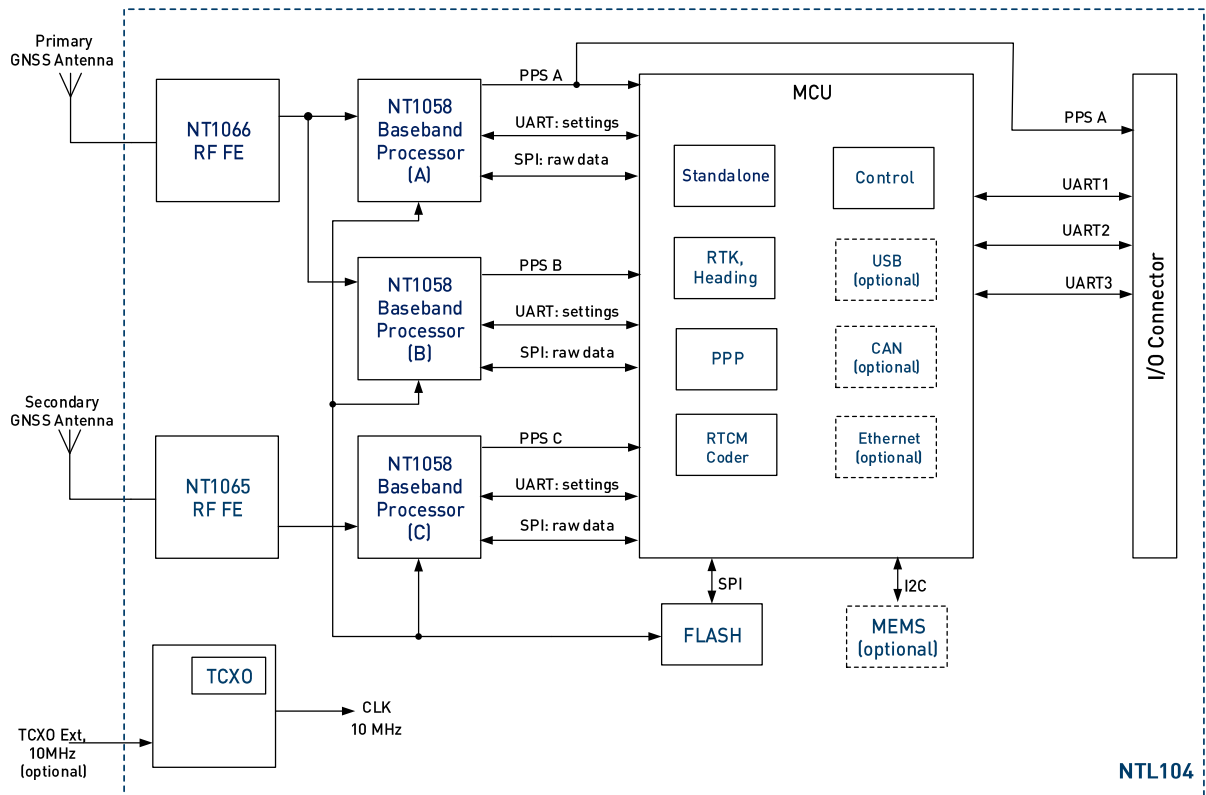 Primary
GNSS Antenna
NT1066
RF FE
NT1058
Baseband
Processor
(A)
PPS A
UART: settings
SPI: raw data
MCU
Standalone
Control
PPS A
UART1
UART2
UART3
I/O Connector
NT1058
Baseband
Processor
(B)
PPS B
UART: settings
SPI: raw data
RTK,
Heading
USB
(optional)
PPP
CAN
(optional)
Secondary
GNSS Antenna
NT1065
RF FE
NT1058
Baseband
Processor
(C)
PPS C
UART: settings
SPI: raw data
RTCM
Coder
Ethernet
(optional)
SPI
I2C
FLASH
MEMS
(optional)
TCXO
CLK
10 MHz
TCXO Ext,
10MHz
(optional)
NTL104